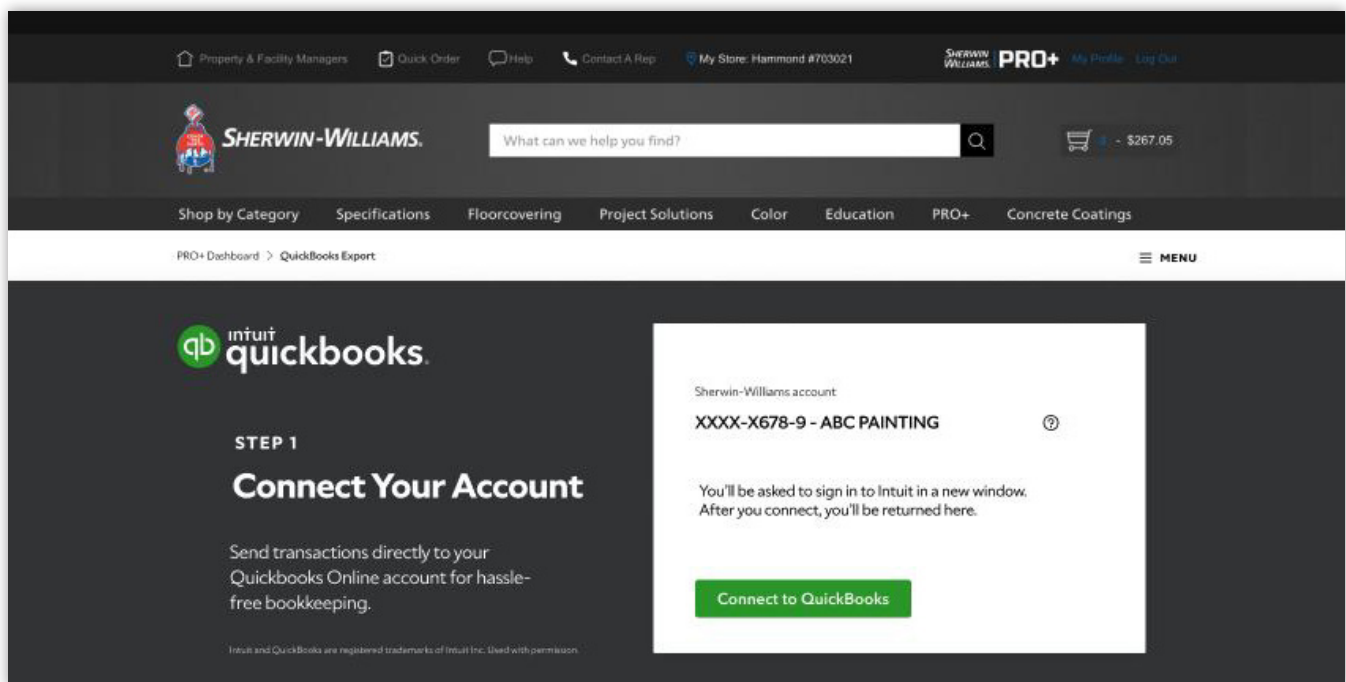 Property & Facility Managers Quick Order Help Contact A Rep My Store: Hammond #703021 SHERWIN WILLIAMS. PRO+ My Profile Log Out
SHERWIN-WILLIAMS. What can we help you find? - $267.05
Shop by Category Specifications Floorcovering Project Solutions Color Education PRO+ Concrete Coatings
PRO+ Dashboard > QuickBooks Export MENU
qb intuit quickbooks.
STEP 1
Connect Your Account
Send transactions directly to your
Quickbooks Online account for hassle-
free bookkeeping.
Intuit and QuickBooks are registered trademarks of Intuit Inc. Used with permission.
Sherwin-Williams account
XXXX-X678-9 - ABC PAINTING
You'll be asked to sign in to Intuit in a new window.
After you connect, you'll be returned here.
Connect to QuickBooks